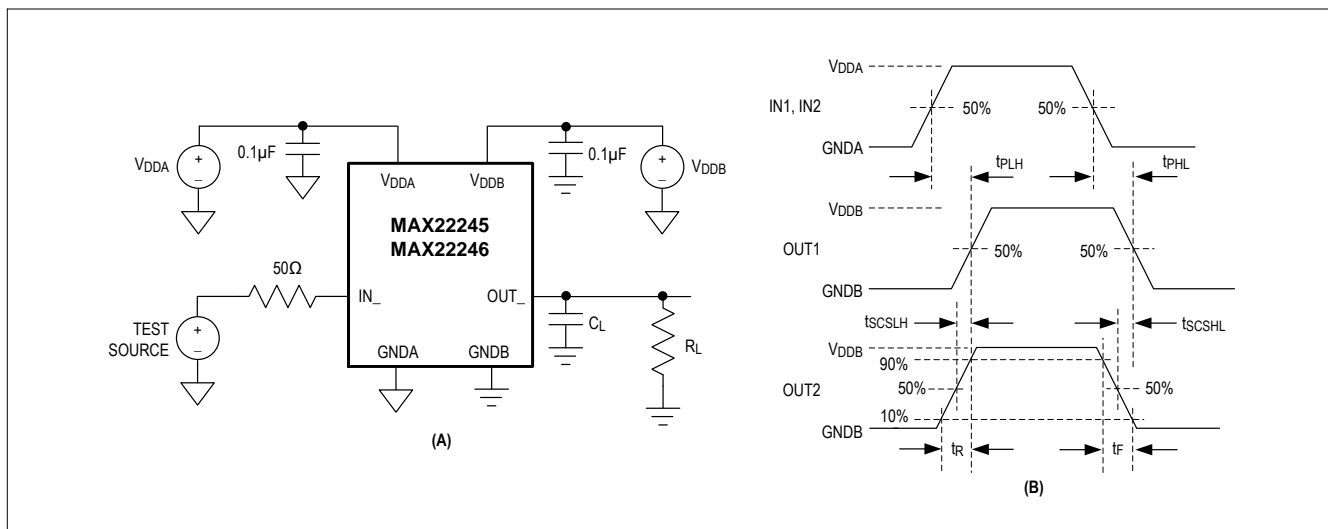 VDDA
0.1µF
0.1µF
VDDB
VDDA
VDDB
MAX22245
MAX22246
50Ω
IN_
OUT_
TEST
SOURCE
CL
RL
GNDA
GNDB
(A)
VDDA
IN1, IN2
50%
50%
GNDA
tPLH
tPHL
VDDB
OUT1
50%
50%
GNDB
tSCSLH
tSCSHL
VDDB
90%
50%
50%
OUT2
10%
GNDB
tR
tF
(B)